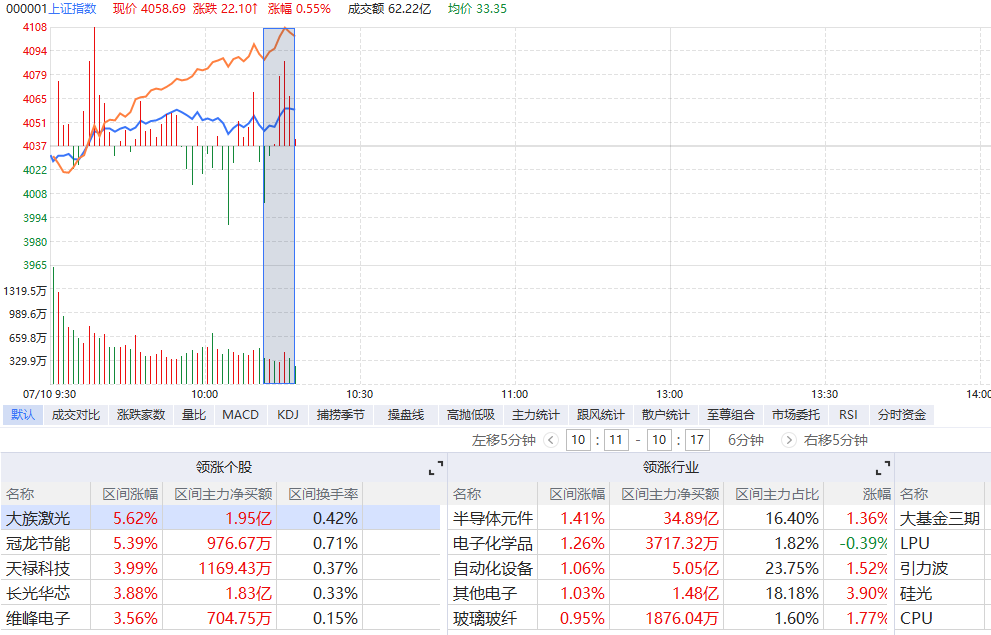 000001上证指数 现价 4058.69 涨跌 22.10↑ 涨幅 0.55% 成交额 62.22亿 均价 33.35
4108
4094
4079
4065
4051
4037
4022
4008
3994
3980
3965
1319.5万
989.6万
659.8万
329.9万
07/10 9:30 10:00 10:30 11:00 13:00 13:30 14:00
默认 成交对比 涨跌家数 量比 MACD KDJ 捕捞季节 操盘线 高抛低吸 主力统计 跟风统计 散户统计 至尊组合 市场委托 RSI 分时资金
左移5分钟 10 : 11 - 10 : 17 6分钟 右移5分钟
领涨个股 领涨行业
名称 区间涨幅 区间主力净买额 区间换手率 名称 区间涨幅 区间主力净买额 区间主力占比 涨幅 名称
大族激光 5.62% 1.95亿 0.42% 半导体元件 1.41% 34.89亿 16.40% 1.36% 大基金三期
冠龙节能 5.39% 976.67万 0.71% 电子化学品 1.26% 3717.32万 1.82% -0.39% LPU
天禄科技 3.99% 1169.43万 0.37% 自动化设备 1.06% 5.05亿 23.75% 1.52% 引力波
长光华芯 3.88% 1.83亿 0.33% 其他电子 1.03% 1.48亿 18.18% 3.90% 硅光
维峰电子 3.56% 704.75万 0.15% 玻璃玻纤 0.95% 1876.04万 1.60% 1.77% CPU